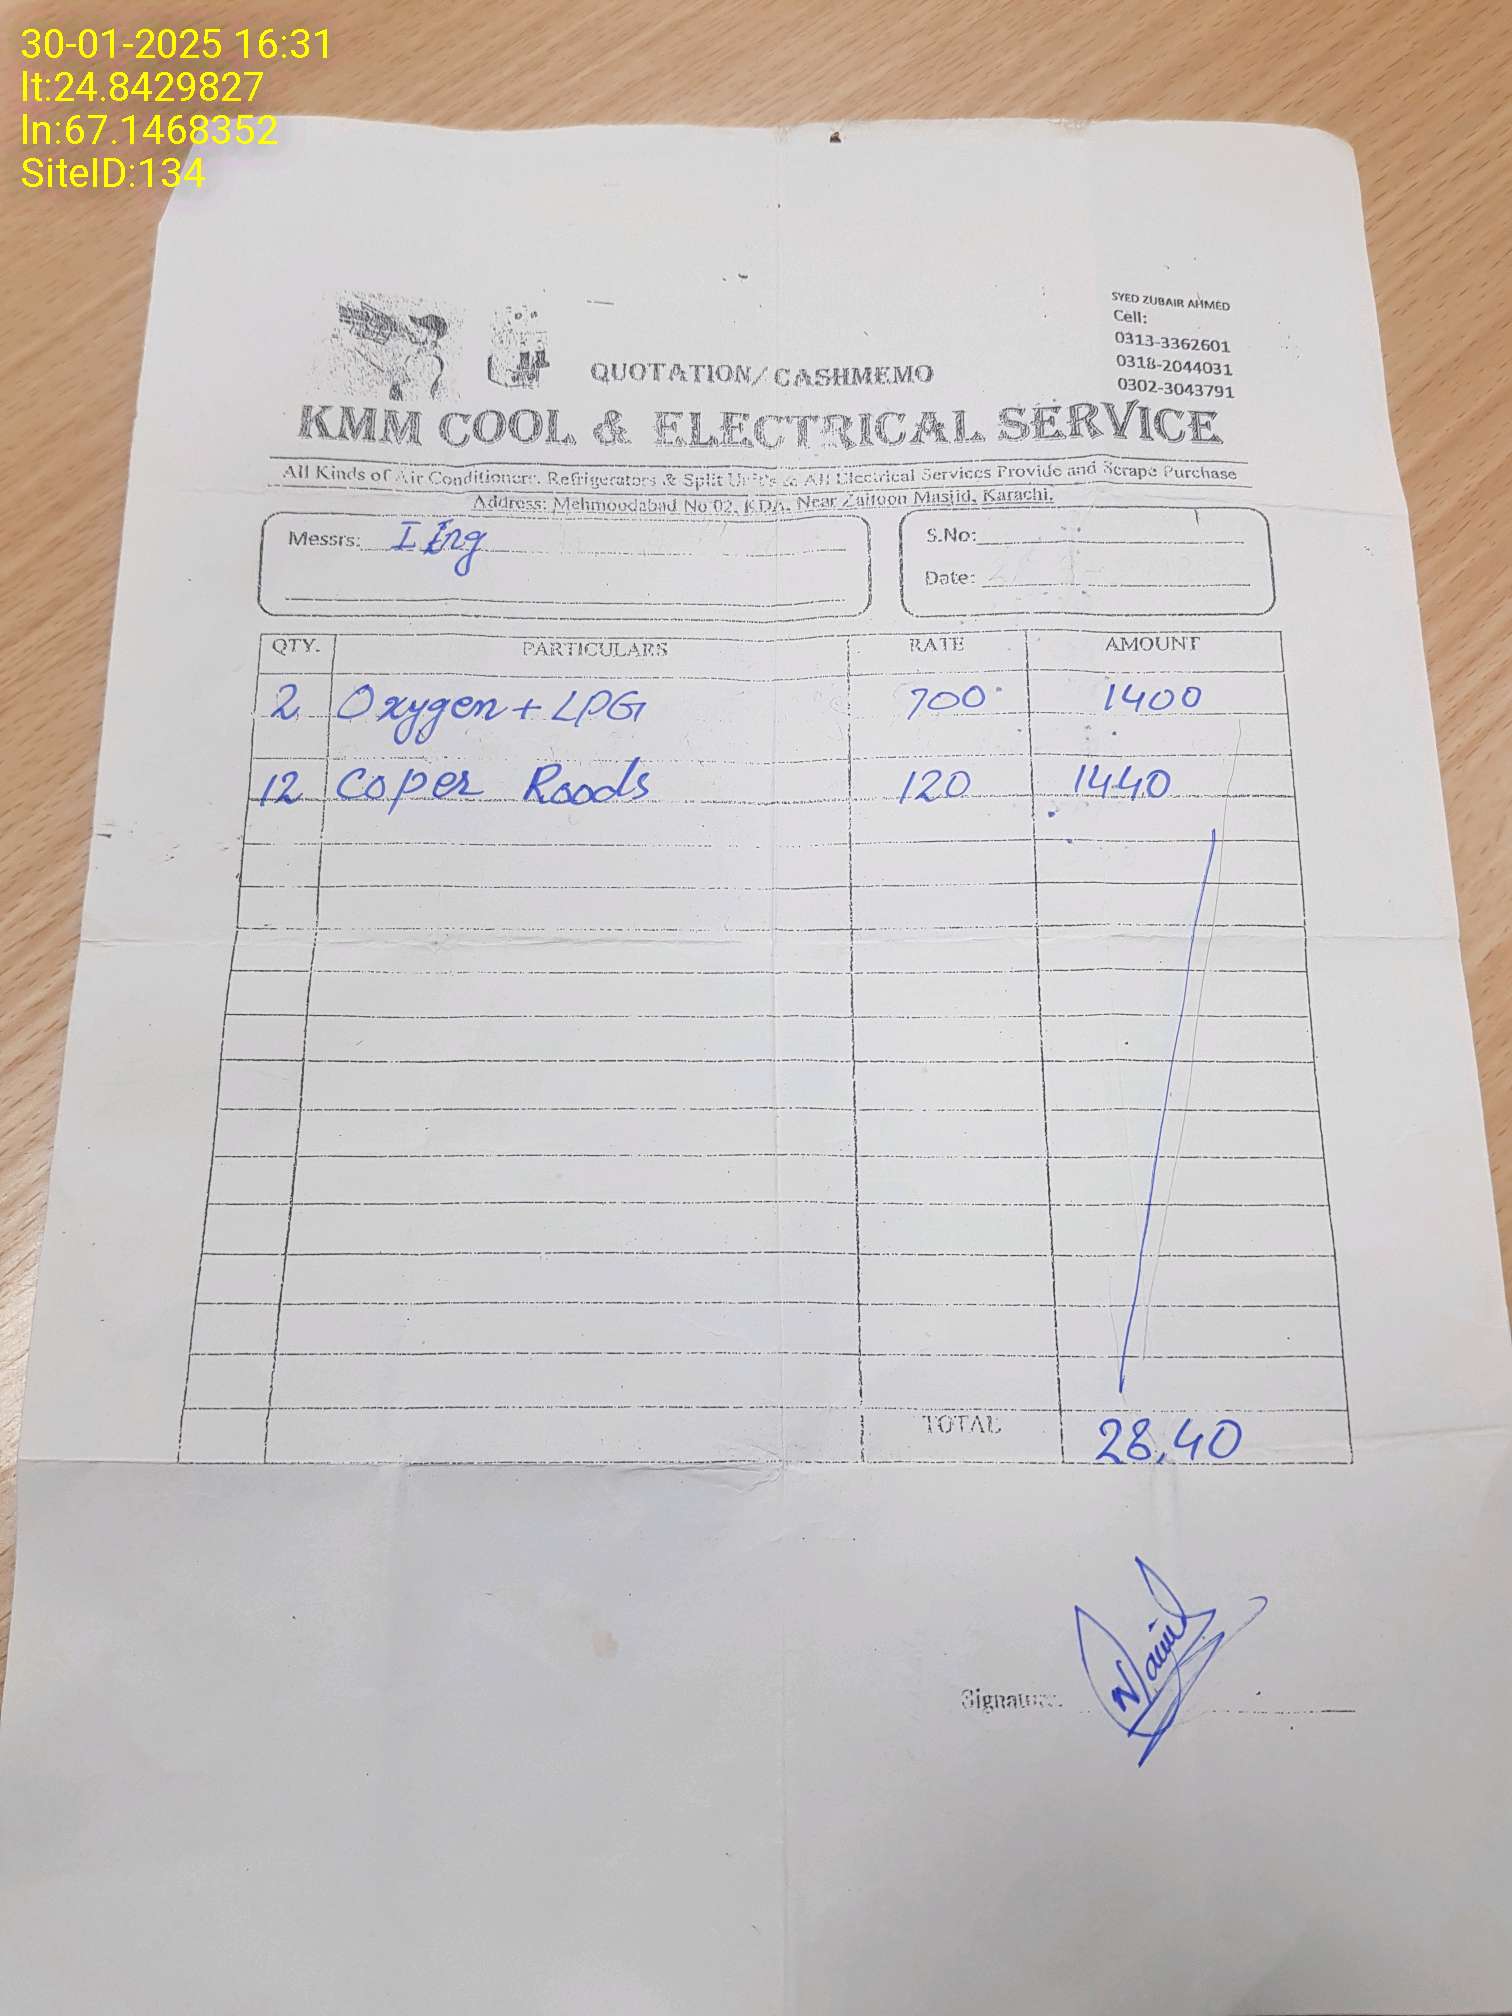 30-01-2025 16:31
lt:24.8429827
ln:67.1468352
SiteID:134
SYED ZUBAIR AHMED
Cell:
0313-3362601
0318-2044031
0302-3043791
QUOTATION/CASHMEMO
KMM COOL & ELECTRICAL SERVICE
All Kinds of Air Conditioners, Refrigerators & Split Unit's & All Electrical Services Provide and Scrape Purchase
Address: Mehmoodabad No 02, KDA, Near Zaitoon Masjid, Karachi.
Messrs: I Eng
S.No:
Date:
QTY. PARTICULARS RATE AMOUNT
2 Oxygen + LPG 700 1400
12 Coper Roods 120 1440
TOTAL 28,40
Signature: